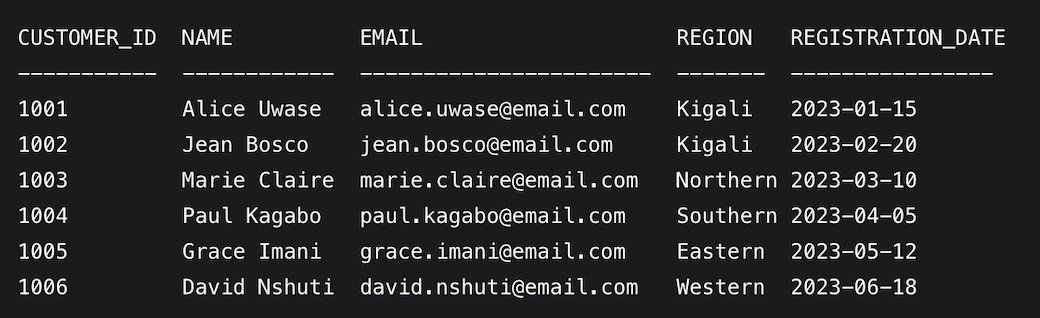 CUSTOMER_ID  NAME          EMAIL                    REGION   REGISTRATION_DATE
-----------  ------------  -----------------------  -------  ----------------
1001         Alice Uwase   alice.uwase@email.com    Kigali   2023-01-15
1002         Jean Bosco    jean.bosco@email.com     Kigali   2023-02-20
1003         Marie Claire  marie.claire@email.com   Northern 2023-03-10
1004         Paul Kagabo   paul.kagabo@email.com    Southern 2023-04-05
1005         Grace Imani   grace.imani@email.com    Eastern  2023-05-12
1006         David Nshuti  david.nshuti@email.com   Western  2023-06-18